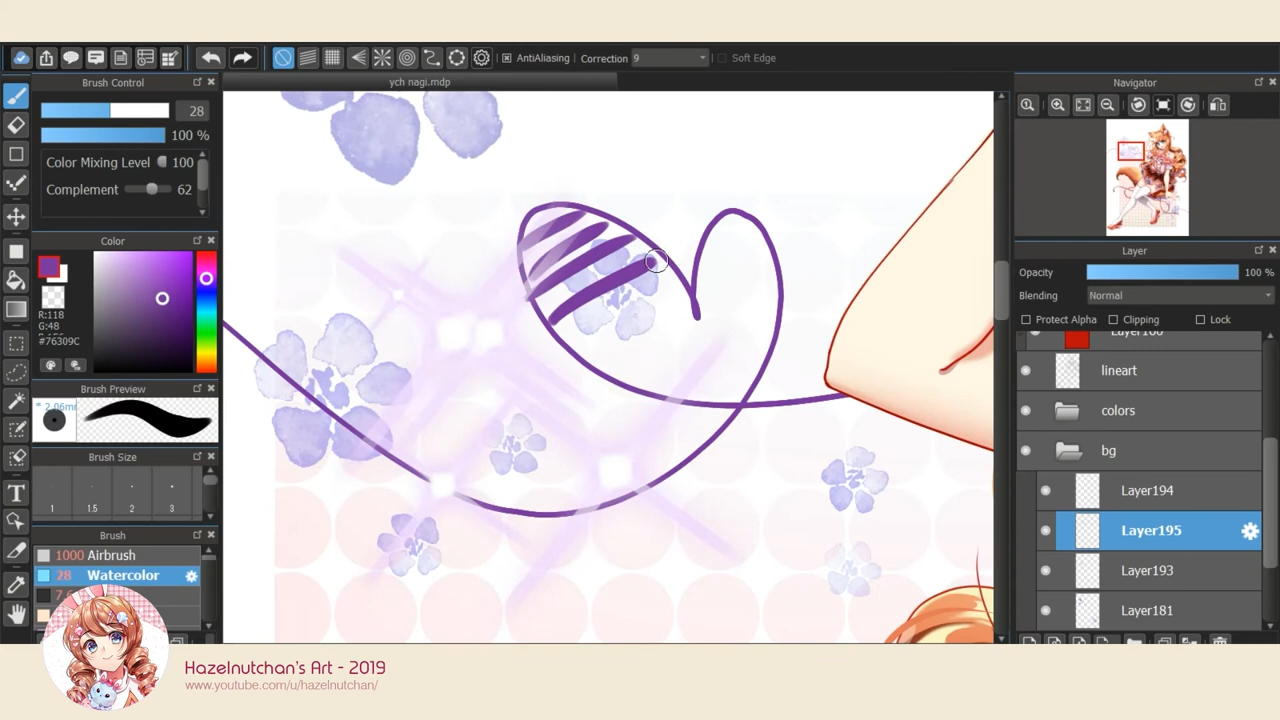 AntiAliasing Correction 9 Soft Edge
Brush Control
ych nagi.mdp
Navigator
28
100 %
Color Mixing Level 100
Complement 62
Color
R:118
G:48
#76309C
Brush Preview
* 2.06mm
Brush Size
1 1.5 2 3
Brush
1000 Airbrush
28 Watercolor
Layer
Opacity 100 %
Blending Normal
Protect Alpha Clipping Lock
lineart
colors
bg
Layer194
Layer195
Layer193
Layer181
Hazelnutchan's Art - 2019
www.youtube.com/u/hazelnutchan/